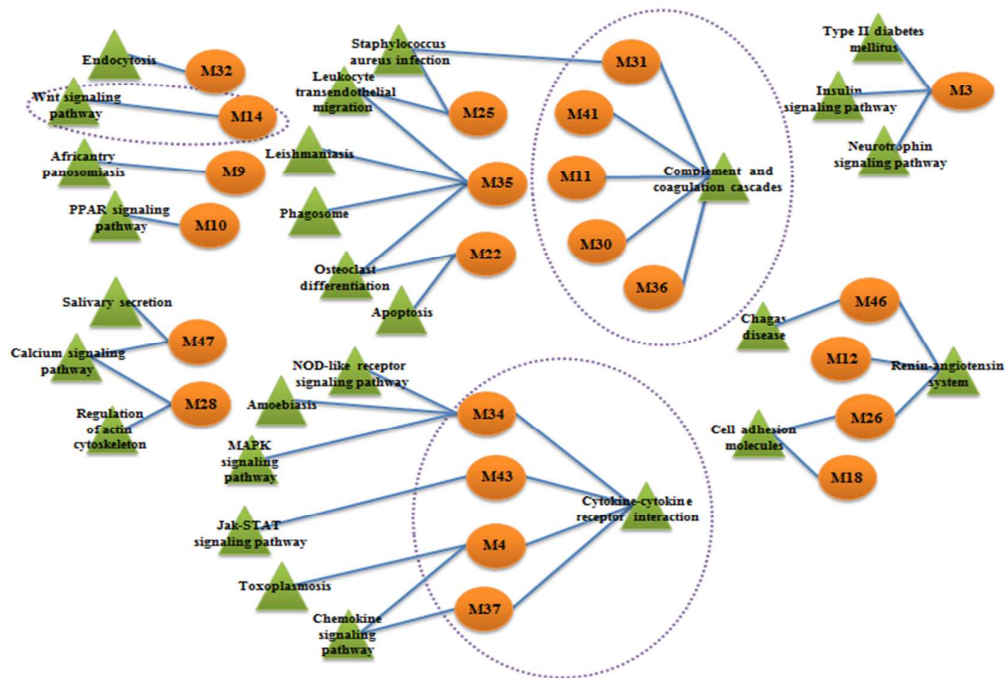 Endocytosis
M32
Wnt signaling
pathway
M14
Africantry
panosomiasis
M9
PPAR signaling
pathway
M10
Staphylococcus
aureus infection
Leukocyte
transendothelial
migration
M25
Leishmaniasis
M35
Phagosome
Osteoclast
differentiation
M22
Apoptosis
M31
M41
M11
Complement and
coagulation cascades
M30
M36
Type II diabetes
mellitus
Insulin
signaling pathway
M3
Neurotrophin
signaling pathway
Salivary secretion
M47
Calcium signaling
pathway
M28
Regulation
of actin
cytoskeleton
NOD-like receptor
signaling pathway
Amoebiasis
M34
MAPK
signaling
pathway
M43
Jak-STAT
signaling pathway
Cytokine-cytokine
receptor interaction
M4
Toxoplasmosis
M37
Chemokine
signaling
pathway
M46
Chagas
disease
M12
Renin-angiotensin
system
M26
Cell adhesion
molecules
M18